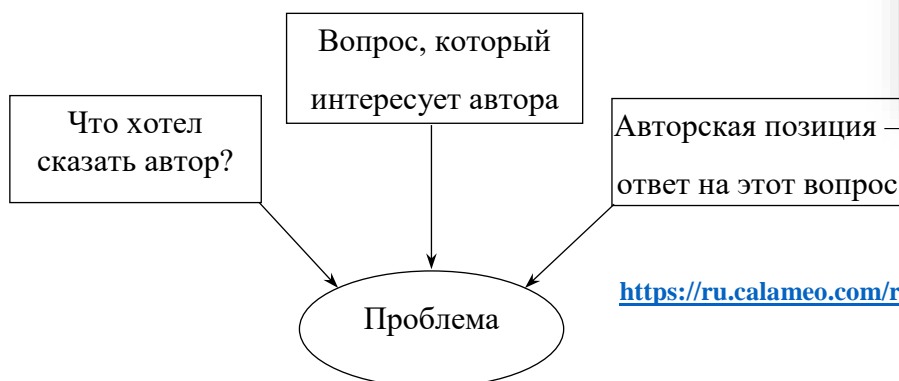 Вопрос, который
интересует автора
Что хотел
сказать автор?
Авторская позиция –
ответ на этот вопрос
https://ru.calameo.com/r
Проблема